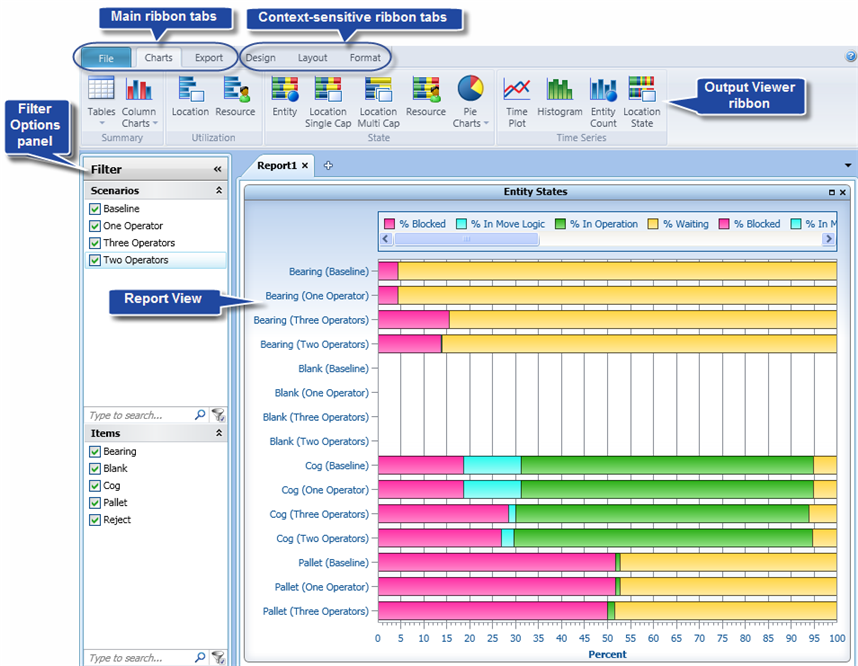 Main ribbon tabs
Context-sensitive ribbon tabs
File
Charts
Export
Design
Layout
Format
Output Viewer
ribbon
Tables
Column
Charts
Summary
Location
Resource
Utilization
Entity
Location
Single Cap
Location
Multi Cap
Resource
Pie
Charts
State
Time
Plot
Histogram
Entity
Count
Location
State
Time Series
Filter
Options
panel
Filter
Scenarios
Baseline
One Operator
Three Operators
Two Operators
Type to search...
Items
Bearing
Blank
Cog
Pallet
Reject
Type to search...
Report1
Entity States
% Blocked
% In Move Logic
% In Operation
% Waiting
% Blocked
% In M
Report View
Bearing (Baseline)
Bearing (One Operator)
Bearing (Three Operators)
Bearing (Two Operators)
Blank (Baseline)
Blank (One Operator)
Blank (Three Operators)
Blank (Two Operators)
Cog (Baseline)
Cog (One Operator)
Cog (Three Operators)
Cog (Two Operators)
Pallet (Baseline)
Pallet (One Operator)
Pallet (Three Operators)
0 5 10 15 20 25 30 35 40 45 50 55 60 65 70 75 80 85 90 95 100
Percent